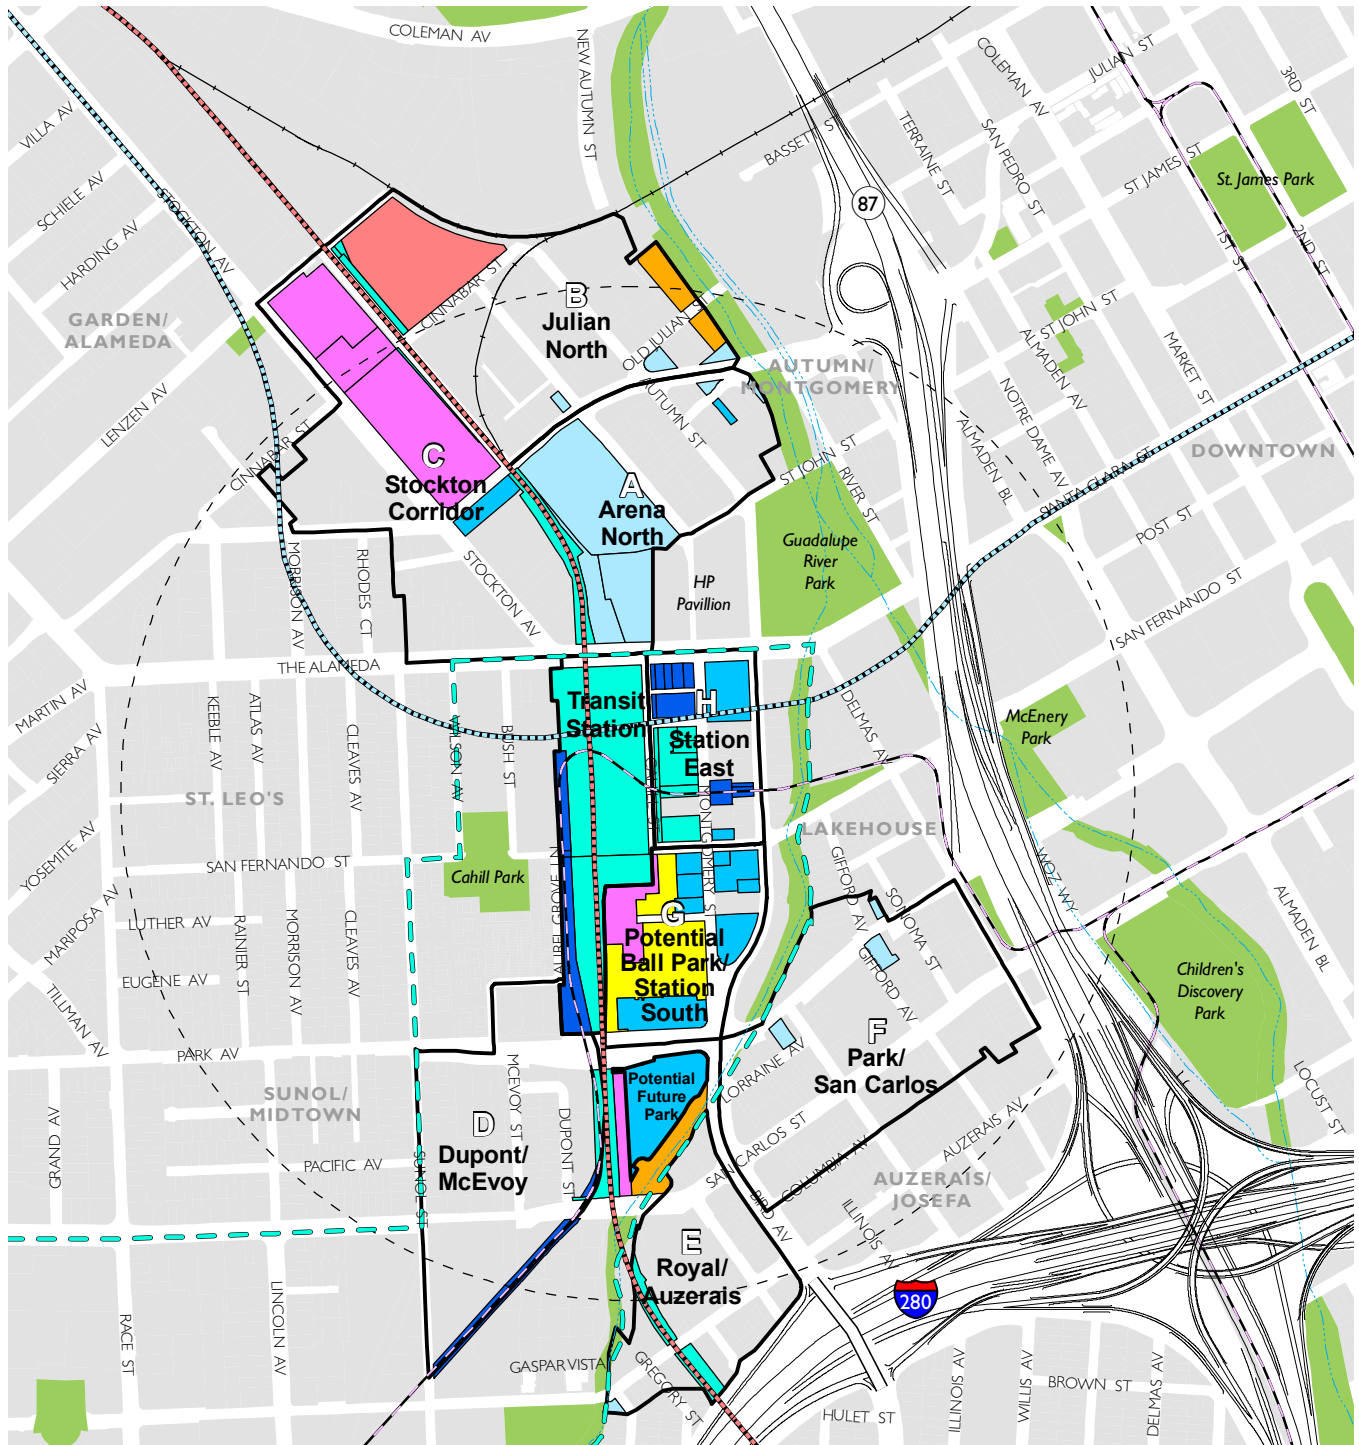 COLEMAN AV
NEW AUTUMN ST
COLEMAN AV
JULIAN ST
3RD ST
VILLA AV
BASSETT S
TERRAINE ST
SAN PEDRO ST
ST JAMES ST
St. James Park
SCHIELE AV
87
STOCKTON AV
HARDING AV
1ST ST
2ND ST
CINNABAR ST
B
Julian
North
OLD JULIAN S
ST JOHN ST
GARDEN/
ALAMEDA
ALMADEN AV
MARKET ST
AUTUMN/
MONTGOMERY
LENZEN AV
AUTUMN ST
NOTRE DAME AV
ALMADEN BL
CINNABAR ST
C
Stockton
Corridor
A
Arena
North
ST JOHN ST
RIVER ST
DOWNTOWN
SANTA CLARA ST
POST ST
MORRISON AV
RHODES CT
STOCKTON AV
HP
Pavillion
Guadalupe
River
Park
SAN FERNANDO ST
THE ALAMEDA
MARTIN AV
KEEBLE AV
ATLAS AV
CLEAVES AV
WILSON AV
BUSH ST
Transit
Station
H
Station
East
DELMAS AV
McEnery
Park
SIERRA AV
ST. LEO'S
MONTGOMERY ST
LAKEHOUSE
YOSEMITE AV
SAN FERNANDO ST
Cahill Park
LAUREL GROVE LN
GIFFORD AV
SONOMA ST
WOZ WY
ALMADEN BL
MARIPOSA AV
LUTHER AV
RAINIER ST
MORRISON AV
CLEAVES AV
G
Potential
Ball Park/
Station
South
GIFFORD AV
EUGENE AV
Children's
Discovery
Park
TILLMAN AV
PARK AV
F
Park/
San Carlos
LORRAINE AV
MCEVOY ST
DUPONT ST
Potential
Future
Park
LOCUST ST
SUNOL/
MIDTOWN
GRAND AV
D
Dupont/
McEvoy
SAN CARLOS ST
AUZERAIS AV
COLUMBIA AV
PACIFIC AV
SUNOL ST
BIRD AV
ILLINOIS AV
AUZERAIS/
JOSEFA
E
Royal/
Auzerais
280
RACE ST
LINCOLN AV
GASPAR VISTA
GREGORY ST
ILLINOIS AV
WILLIS AV
BROWN ST
DELMAS AV
HULET ST